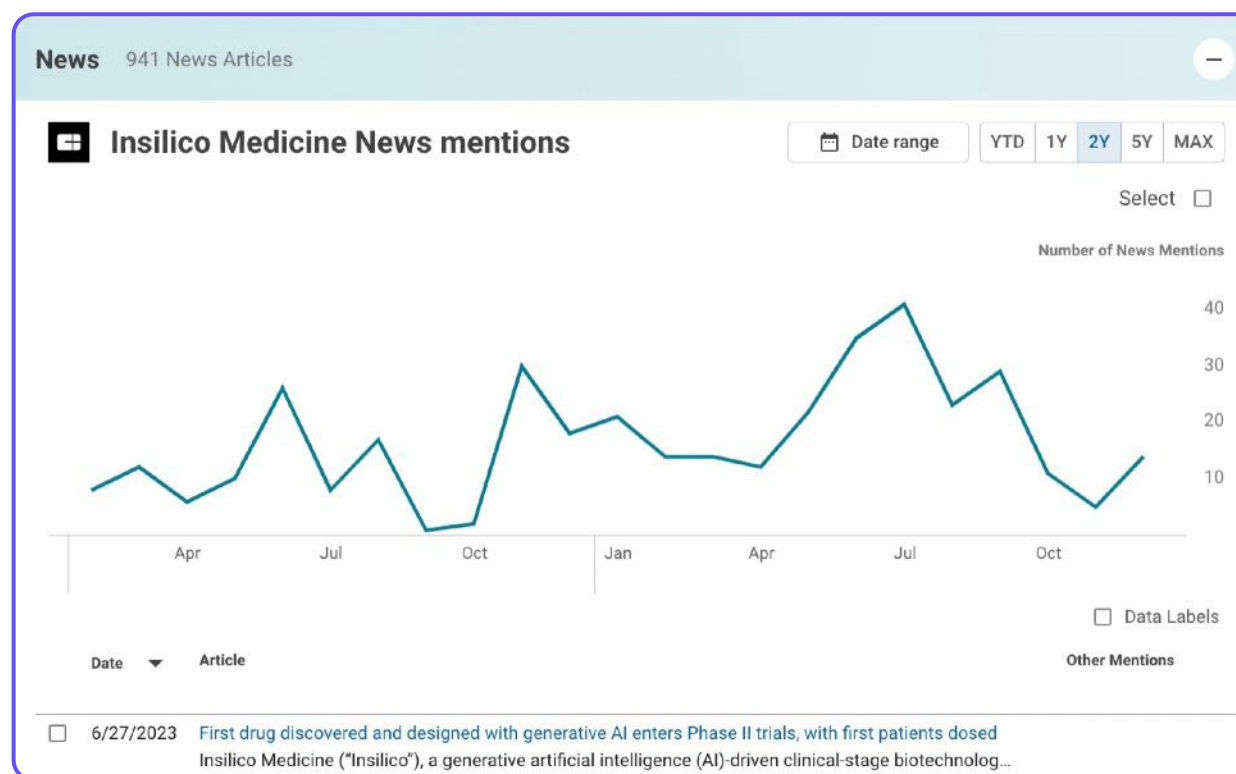 News 941 News Articles
Insilico Medicine News mentions
Date range YTD 1Y 2Y 5Y MAX
Select
Number of News Mentions
40
30
20
10
Apr Jul Oct Jan Apr Jul Oct
Data Labels
Date Article Other Mentions
6/27/2023 First drug discovered and designed with generative AI enters Phase II trials, with first patients dosed
Insilico Medicine (“Insilico”), a generative artificial intelligence (AI)-driven clinical-stage biotechnolog...